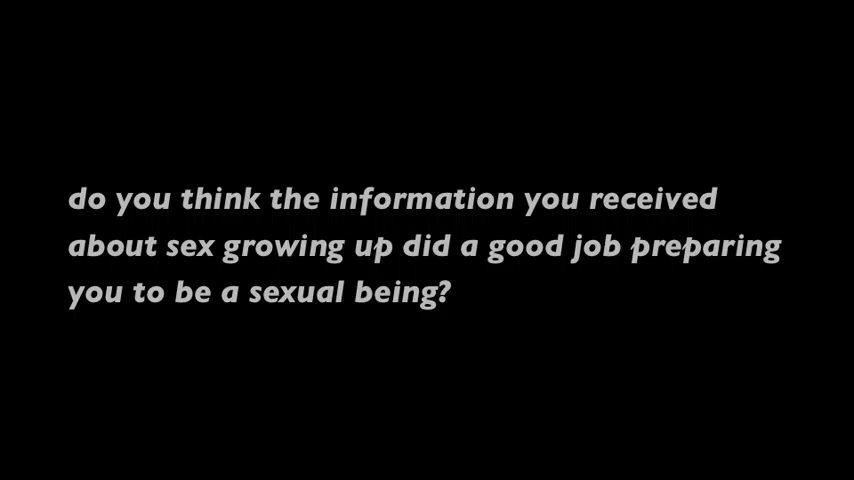 do you think the information you received
about sex growing up did a good job preparing
you to be a sexual being?